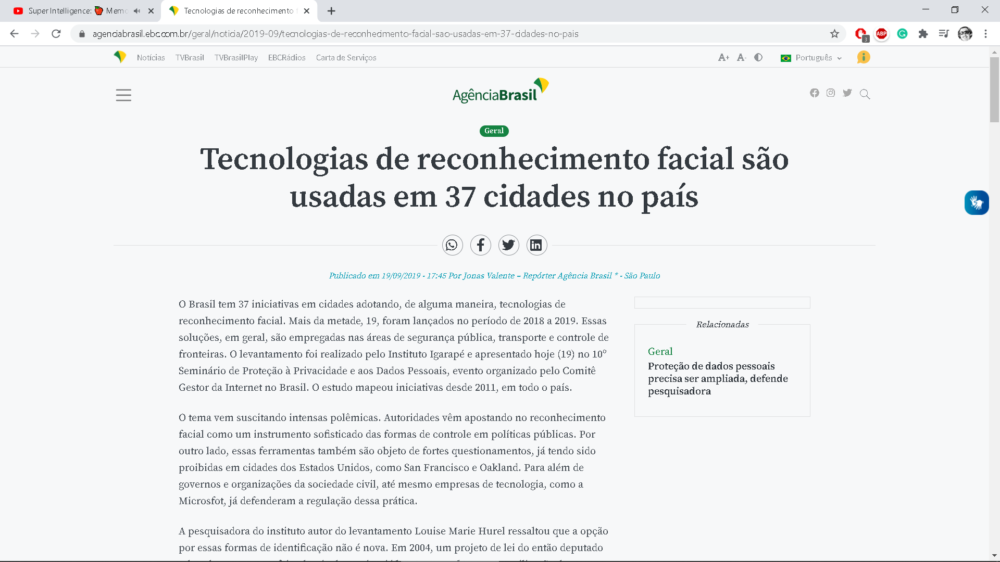 Super Intelligence: 🍎 Memo
Tecnologias de reconhecimento f
agenciabrasil.ebc.com.br/geral/noticia/2019-09/tecnologias-de-reconhecimento-facial-sao-usadas-em-37-cidades-no-pais
3
ABP
Notícias TVBrasil TVBrasilPlay EBCRádios Carta de Serviços
A+ A- Português
AgênciaBrasil
Geral
Tecnologias de reconhecimento facial são
usadas em 37 cidades no país
Publicado em 19/09/2019 - 17:45 Por Jonas Valente – Repórter Agência Brasil * - São Paulo
O Brasil tem 37 iniciativas em cidades adotando, de alguma maneira, tecnologias de
reconhecimento facial. Mais da metade, 19, foram lançados no período de 2018 a 2019. Essas
soluções, em geral, são empregadas nas áreas de segurança pública, transporte e controle de
fronteiras. O levantamento foi realizado pelo Instituto Igarapé e apresentado hoje (19) no 10º
Seminário de Proteção à Privacidade e aos Dados Pessoais, evento organizado pelo Comitê
Gestor da Internet no Brasil. O estudo mapeou iniciativas desde 2011, em todo o país.
O tema vem suscitando intensas polêmicas. Autoridades vêm apostando no reconhecimento
facial como um instrumento sofisticado das formas de controle em políticas públicas. Por
outro lado, essas ferramentas também são objeto de fortes questionamentos, já tendo sido
proibidas em cidades dos Estados Unidos, como San Francisco e Oakland. Para além de
governos e organizações da sociedade civil, até mesmo empresas de tecnologia, como a
Microsfot, já defenderam a regulação dessa prática.
A pesquisadora do instituto autor do levantamento Louise Marie Hurel ressaltou que a opção
por essas formas de identificação não é nova. Em 2004, um projeto de lei do então deputado
Relacionadas
Geral
Proteção de dados pessoais
precisa ser ampliada, defende
pesquisadora